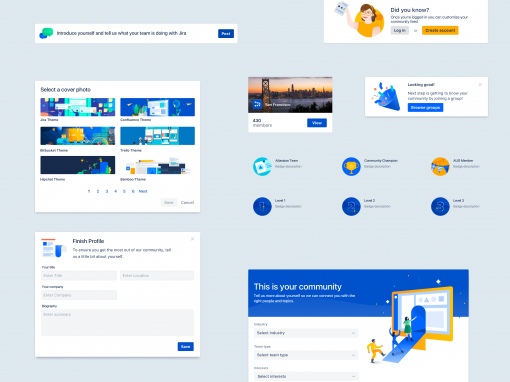 Introduce yourself and tell us what your team is doing with Jira
Post
Did you know?
Once you're logged in you can customize your
community feed.
Log in
or
Create account
Select a cover photo
Jira Theme
Confluence Theme
Bitbucket Theme
Trello Theme
Hipchat Theme
Bamboo Theme
1 2 3 4 5 6 Next
Save
Cancel
San Francisco
430
members
View
Looking good!
Next step is getting to know your
community by joining a group!
Browse groups
Atlassian Team
Badge description
Community Champion
Badge description
AUG Member
Badge description
1
Level 1
Badge description
2
Level 2
Badge description
3
Level 3
Badge description
Finish Profile
To ensure you get the most out of our community, tell
us a little bit about yourself.
Your title
Enter Title
Enter Location
Your company
Enter Company
Biography
Enter summary
Save
This is your community
Tell us more about yourself so we can connect you with the
right people and topics.
Industry
Select industry
Team type
Select team type
Interests
Select interests